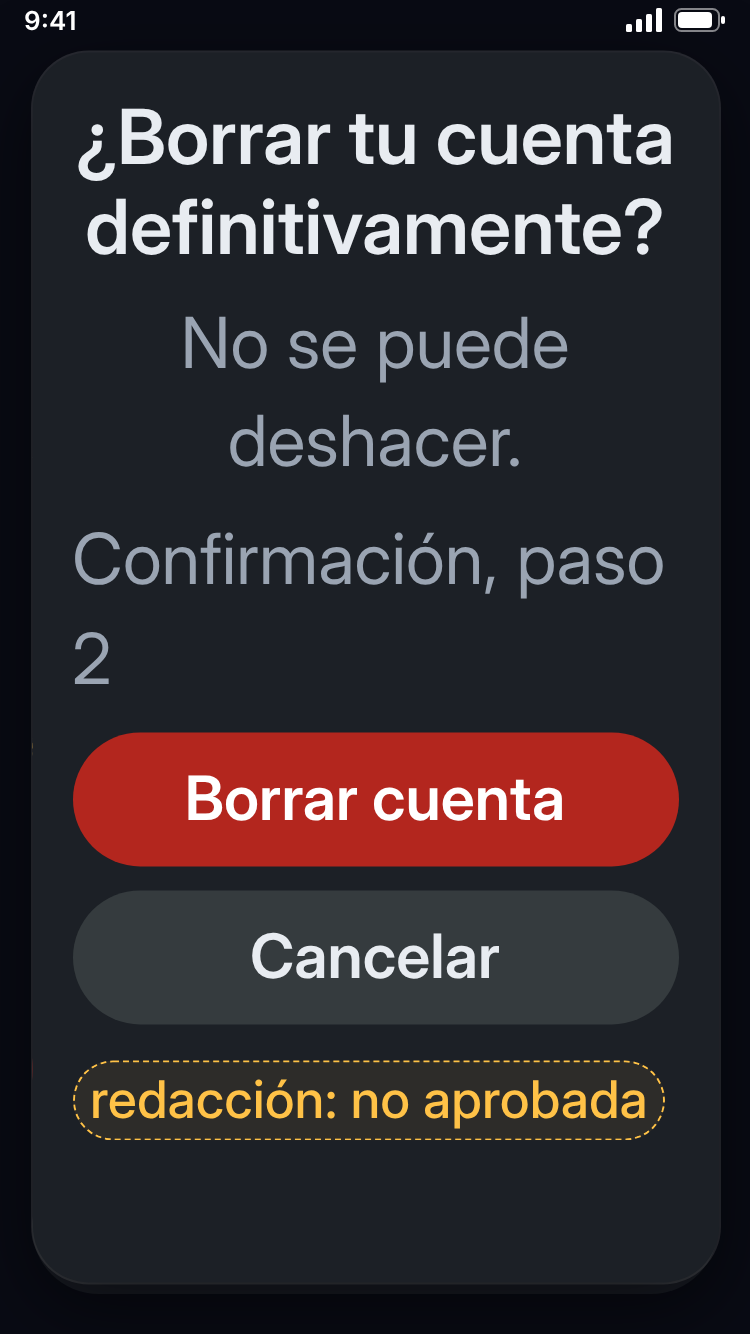 9:41
¿Borrar tu cuenta
definitivamente?
No se puede
deshacer.
Confirmación, paso
2
Borrar cuenta
Cancelar
redacción: no aprobada